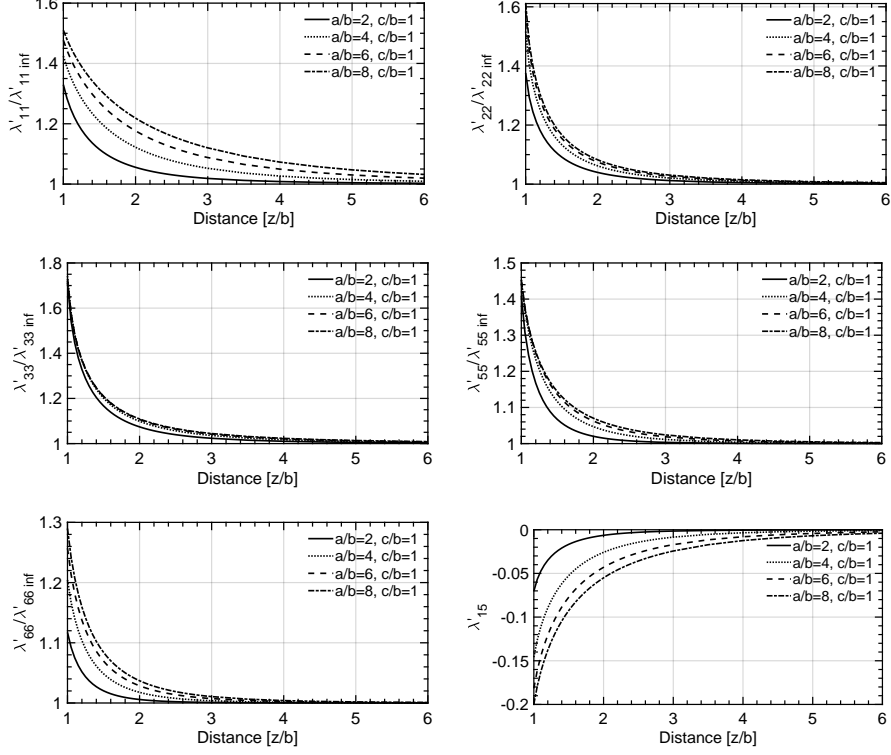 1.6
1.4
1.2
1
λ'11/λ'11 inf
a/b=2, c/b=1
a/b=4, c/b=1
a/b=6, c/b=1
a/b=8, c/b=1
1 2 3 4 5 6
Distance [z/b]
1.6
1.4
1.2
1
λ'22/λ'22 inf
a/b=2, c/b=1
a/b=4, c/b=1
a/b=6, c/b=1
a/b=8, c/b=1
1 2 3 4 5 6
Distance [z/b]
1.8
1.6
1.4
1.2
1
λ'33/λ'33 inf
a/b=2, c/b=1
a/b=4, c/b=1
a/b=6, c/b=1
a/b=8, c/b=1
1 2 3 4 5 6
Distance [z/b]
1.5
1.4
1.3
1.2
1.1
1
λ'55/λ'55 inf
a/b=2, c/b=1
a/b=4, c/b=1
a/b=6, c/b=1
a/b=8, c/b=1
1 2 3 4 5 6
Distance [z/b]
1.3
1.2
1.1
1
λ'66/λ'66 inf
a/b=2, c/b=1
a/b=4, c/b=1
a/b=6, c/b=1
a/b=8, c/b=1
1 2 3 4 5 6
Distance [z/b]
0
-0.05
-0.1
-0.15
-0.2
λ'15
a/b=2, c/b=1
a/b=4, c/b=1
a/b=6, c/b=1
a/b=8, c/b=1
1 2 3 4 5 6
Distance [z/b]